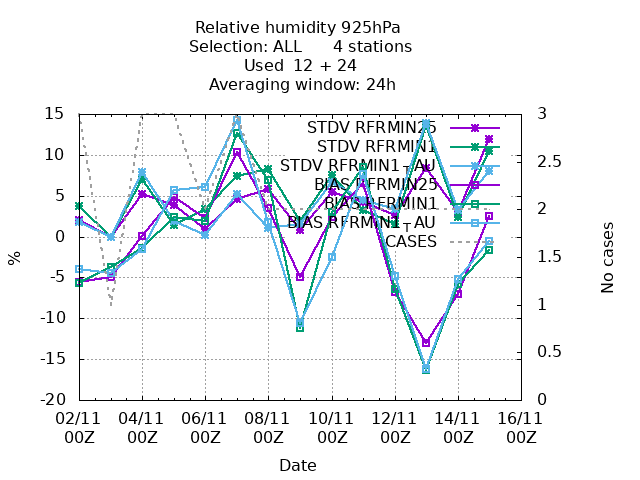 Relative humidity 925hPa
Selection: ALL 4 stations
Used 12 + 24
Averaging window: 24h
STDV RFRMIN25
STDV RFRMIN1
STDV RFRMIN1_AU
BIAS RFRMIN25
BIAS RFRMIN1
BIAS RFRMIN1_AU
CASES
15
10
5
0
-5
-10
-15
-20
%
3
2.5
2
1.5
1
0.5
0
No cases
02/11 04/11 06/11 08/11 10/11 12/11 14/11 16/11
00Z 00Z 00Z 00Z 00Z 00Z 00Z 00Z
Date